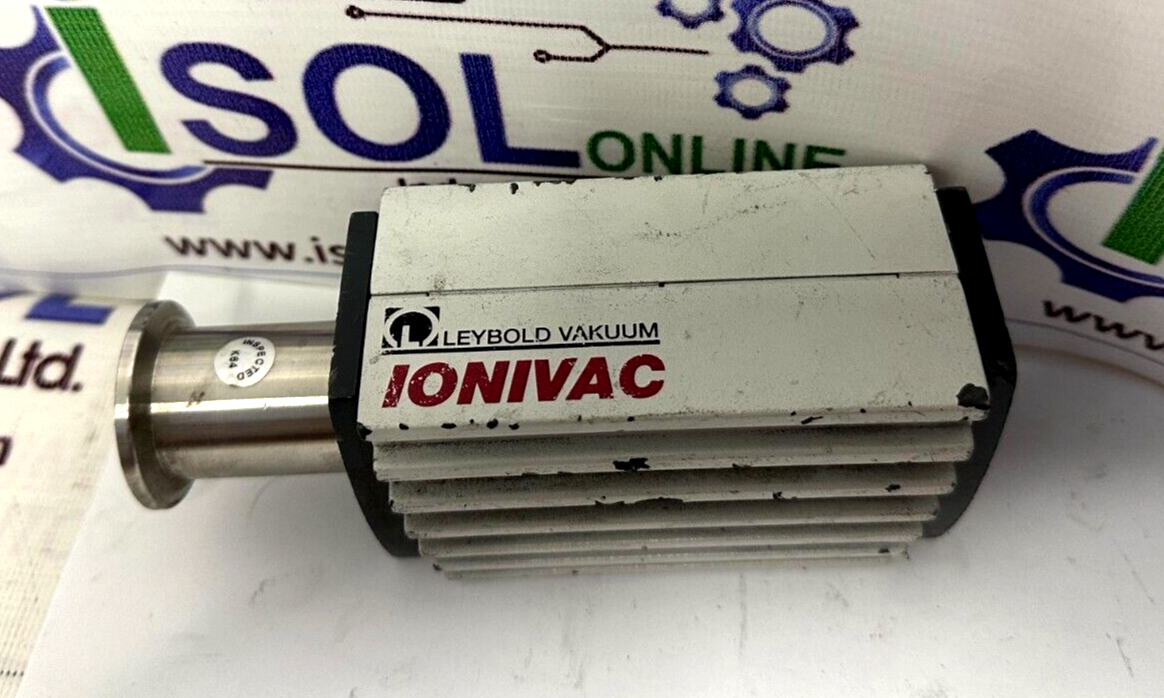 ISOL
ONLINE
www.is
Ltd.
LEYBOLD VAKUUM
IONIVAC
INSPECTED
K84
www.